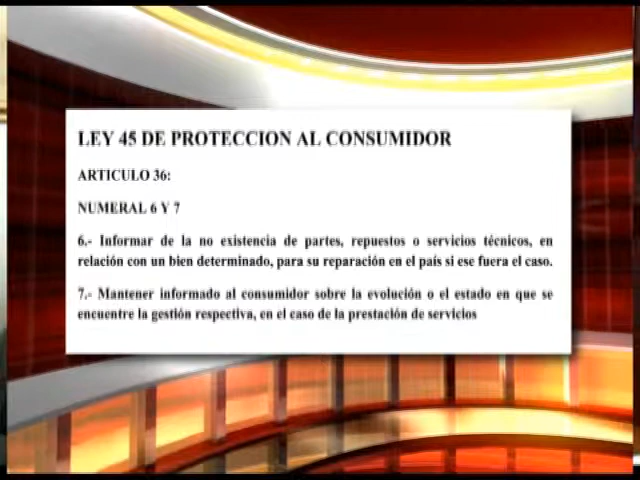 LEY 45 DE PROTECCION AL CONSUMIDOR
ARTICULO 36:
NUMERAL 6 Y 7
6.- Informar de la no existencia de partes, repuestos o servicios técnicos, en
relación con un bien determinado, para su reparación en el país si ese fuera el caso.
7.- Mantener informado al consumidor sobre la evolución o el estado en que se
encuentre la gestión respectiva, en el caso de la prestación de servicios